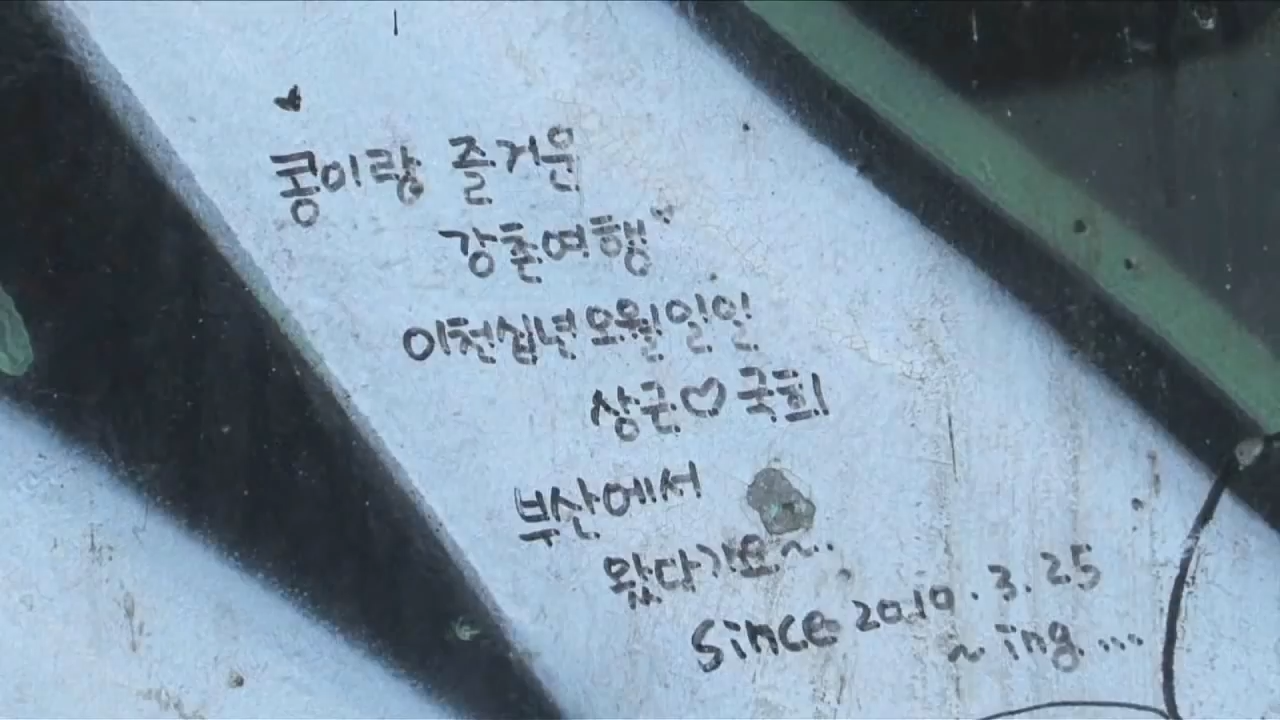 콩이랑 즐거운
강촌여행
이천십년 오월 일일
상근♡국희
부산에서
왔다가요~..
Since 2010.3.25
~ing...